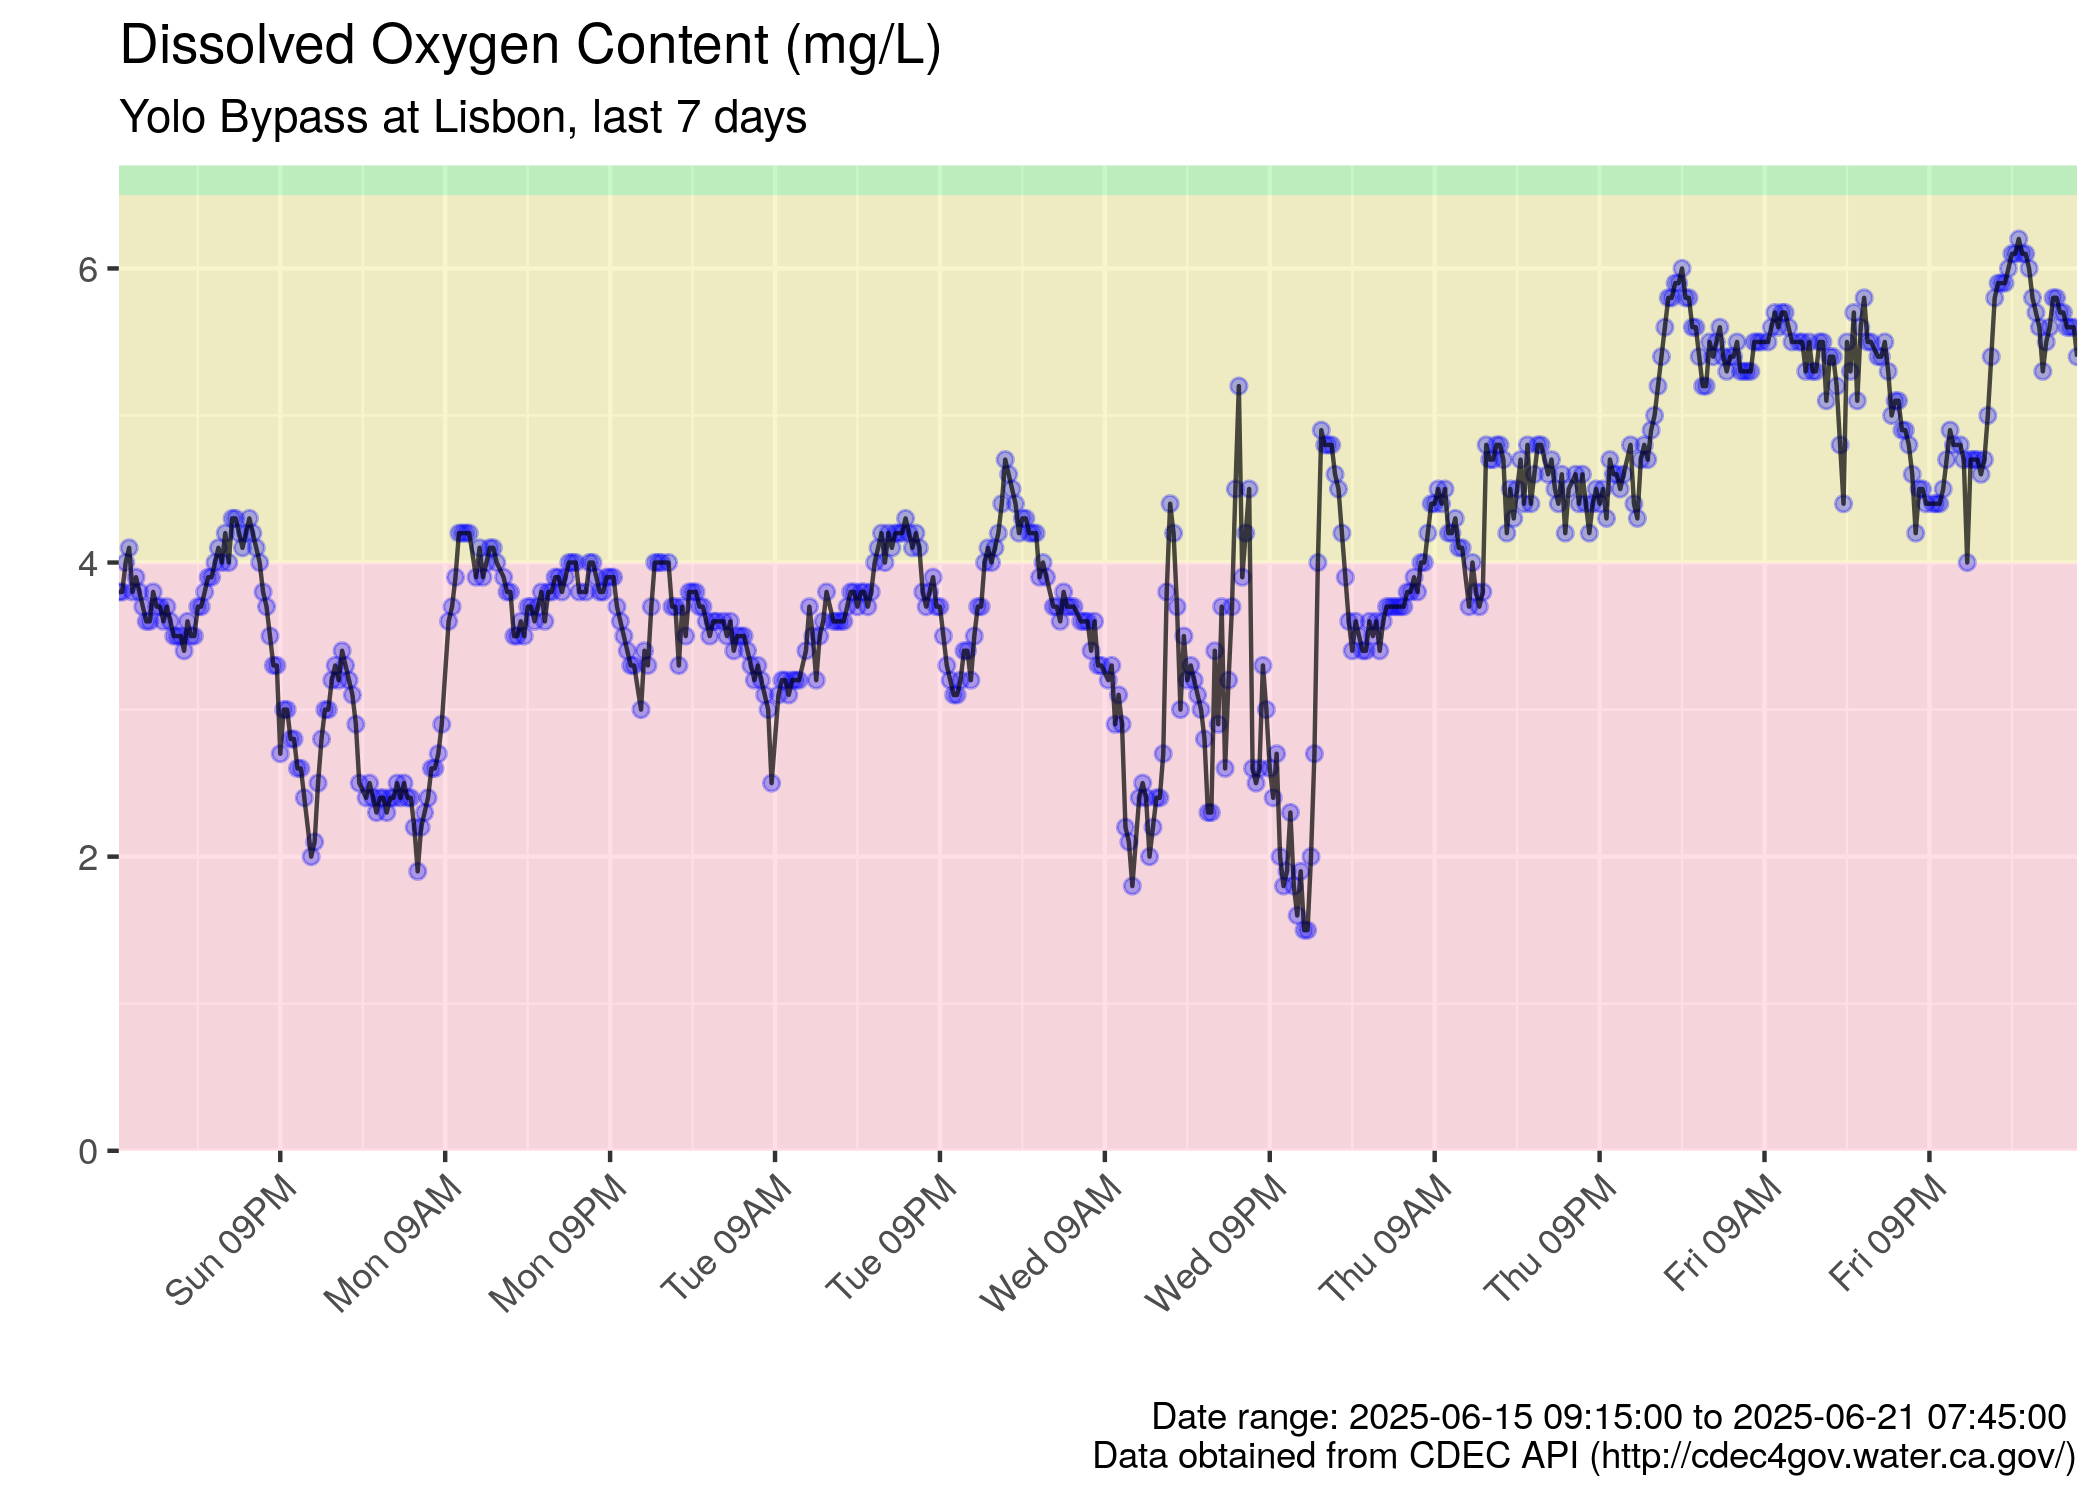 Dissolved Oxygen Content (mg/L)
Yolo Bypass at Lisbon, last 7 days
6
4
2
0
Sun 09PM
Mon 09AM
Mon 09PM
Tue 09AM
Tue 09PM
Wed 09AM
Wed 09PM
Thu 09AM
Thu 09PM
Fri 09AM
Fri 09PM
Date range: 2025-06-15 09:15:00 to 2025-06-21 07:45:00
Data obtained from CDEC API (http://cdec4gov.water.ca.gov/)